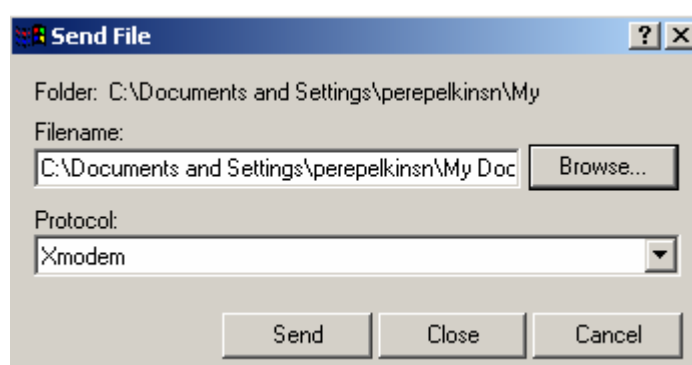 Send File
Folder: C:\Documents and Settings\perepelkinsn\My
Filename:
C:\Documents and Settings\perepelkinsn\My Doc Browse...
Protocol:
Xmodem
Send Close Cancel